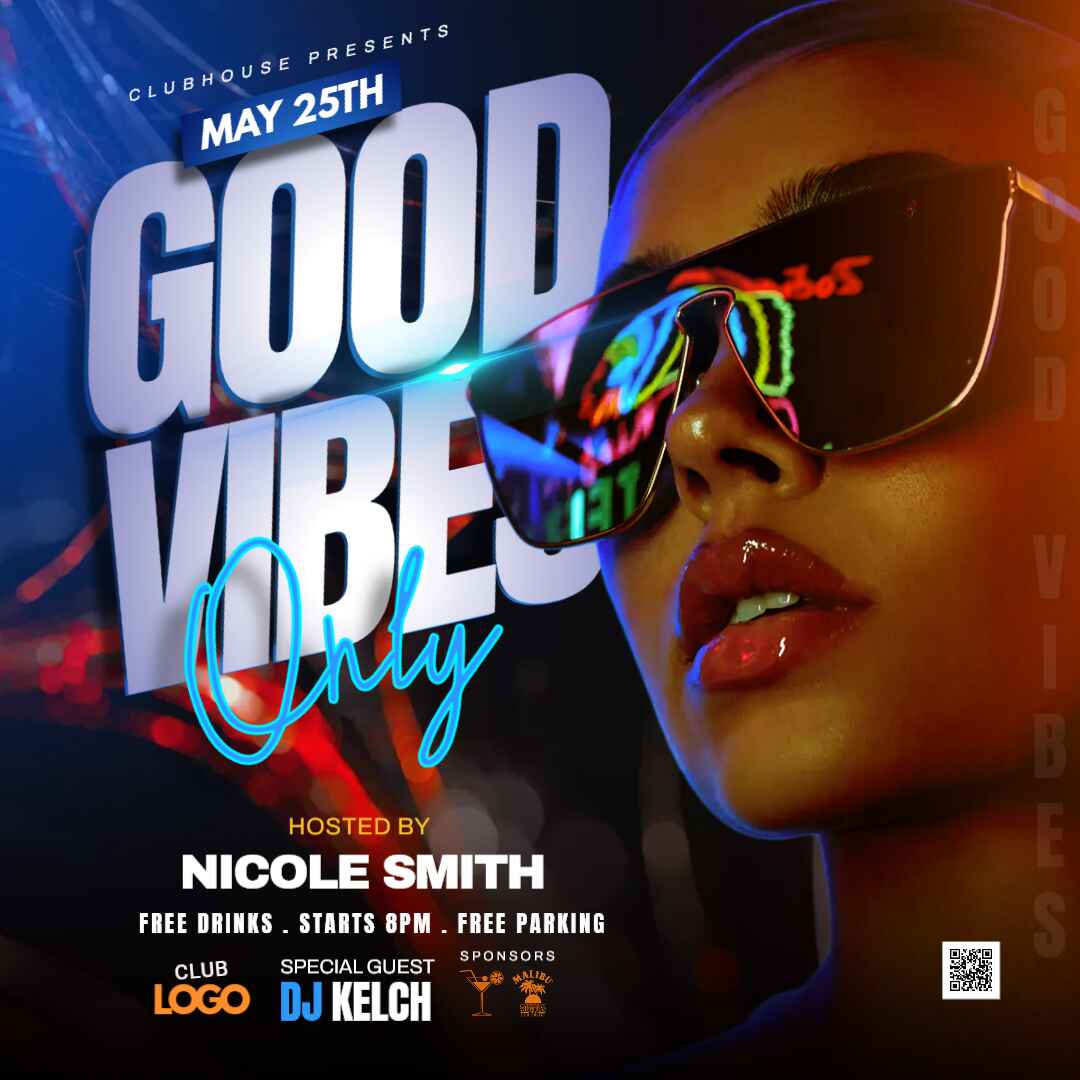 CLUBHOUSE PRESENTS
MAY 25TH
GOOD
VIBES
Only
HOSTED BY
NICOLE SMITH
FREE DRINKS . STARTS 8PM . FREE PARKING
CLUB
LOGO
SPECIAL GUEST
DJ KELCH
SPONSORS
MALIBU
GOOD VIBES